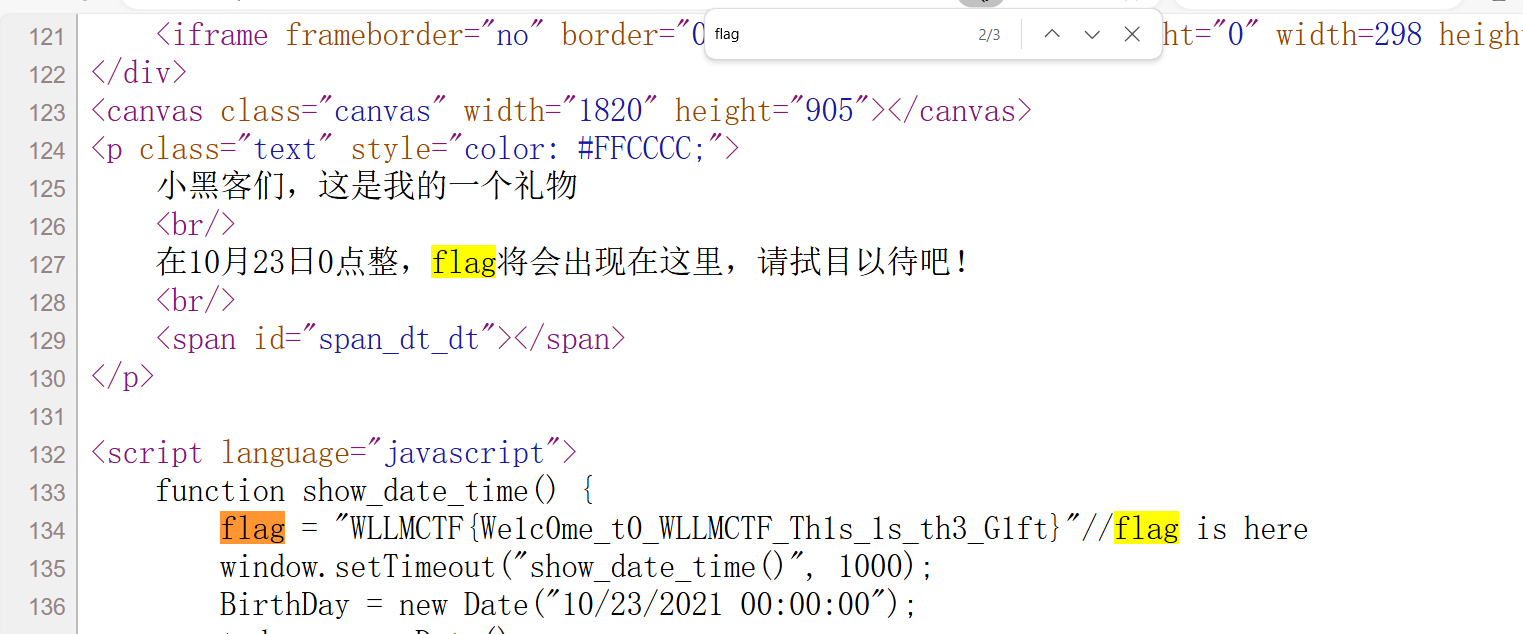 flag
2/3
121 <iframe frameborder="no" border="0 ht="0" width=298 heigh
122 </div>
123 <canvas class="canvas" width="1820" height="905"></canvas>
124 <p class="text" style="color: #FFCCCC;">
125 小黑客们，这是我的一个礼物
126 <br/>
127 在10月23日0点整，flag将会出现在这里，请拭目以待吧！
128 <br/>
129 <span id="span_dt_dt"></span>
130 </p>
131
132 <script language="javascript">
133 function show_date_time() {
134 flag = "WLLMCTF{We1c0me_t0_WLLMCTF_Th1s_1s_th3_G1ft}"//flag is here
135 window.setTimeout("show_date_time()", 1000);
136 BirthDay = new Date("10/23/2021 00:00:00");